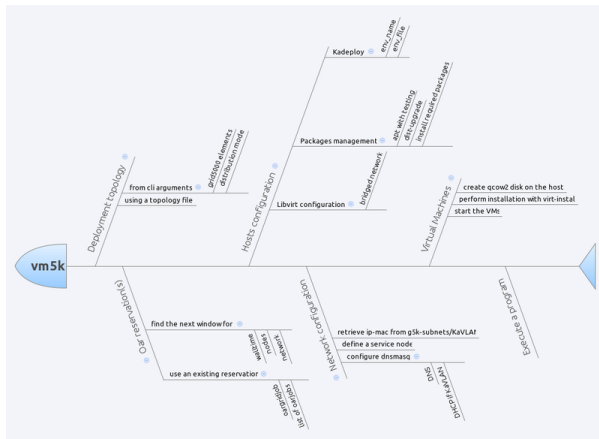 vm5k
Deployment topology
from cli arguments
grid5000 elements
distribution mode
using a topology file
Hosts configuration
Kadeploy
env_name
env_file
Packages management
apt with testing
dist-upgrade
install required packages
Libvirt configuration
bridged network
Virtual Machines
create qcow2 disk on the host
perform installation with virt-instal
start the VMs
Oar reservation(s)
find the next window for
walltime
nodes
network
use an existing reservation
oargridjob
list of oarjobs
Network configuration
retrieve ip-mac from g5k-subnets/KaVLAN
define a service node
configure dnsmasq
DNS
DHCP if KaVLAN
Execute a program